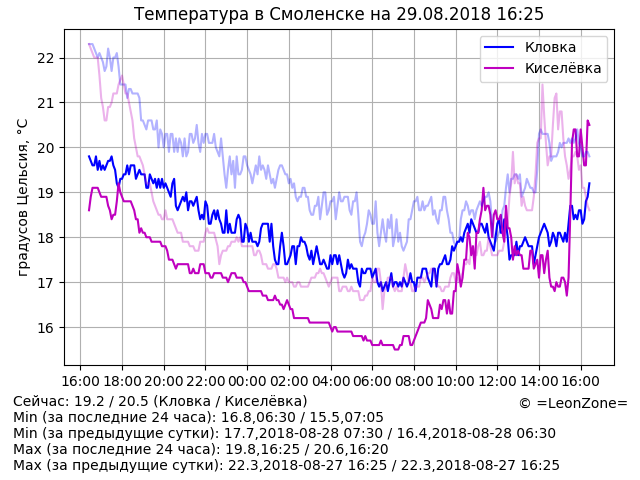 Температура в Смоленске на 29.08.2018 16:25
градусов Цельсия, °C
Кловка
Киселёвка
22
21
20
19
18
17
16
16:00 18:00 20:00 22:00 00:00 02:00 04:00 06:00 08:00 10:00 12:00 14:00 16:00
Сейчас: 19.2 / 20.5 (Кловка / Киселёвка)
© =LeonZone=
Min (за последние 24 часа): 16.8,06:30 / 15.5,07:05
Min (за предыдущие сутки): 17.7,2018-08-28 07:30 / 16.4,2018-08-28 06:30
Max (за последние 24 часа): 19.8,16:25 / 20.6,16:20
Max (за предыдущие сутки): 22.3,2018-08-27 16:25 / 22.3,2018-08-27 16:25